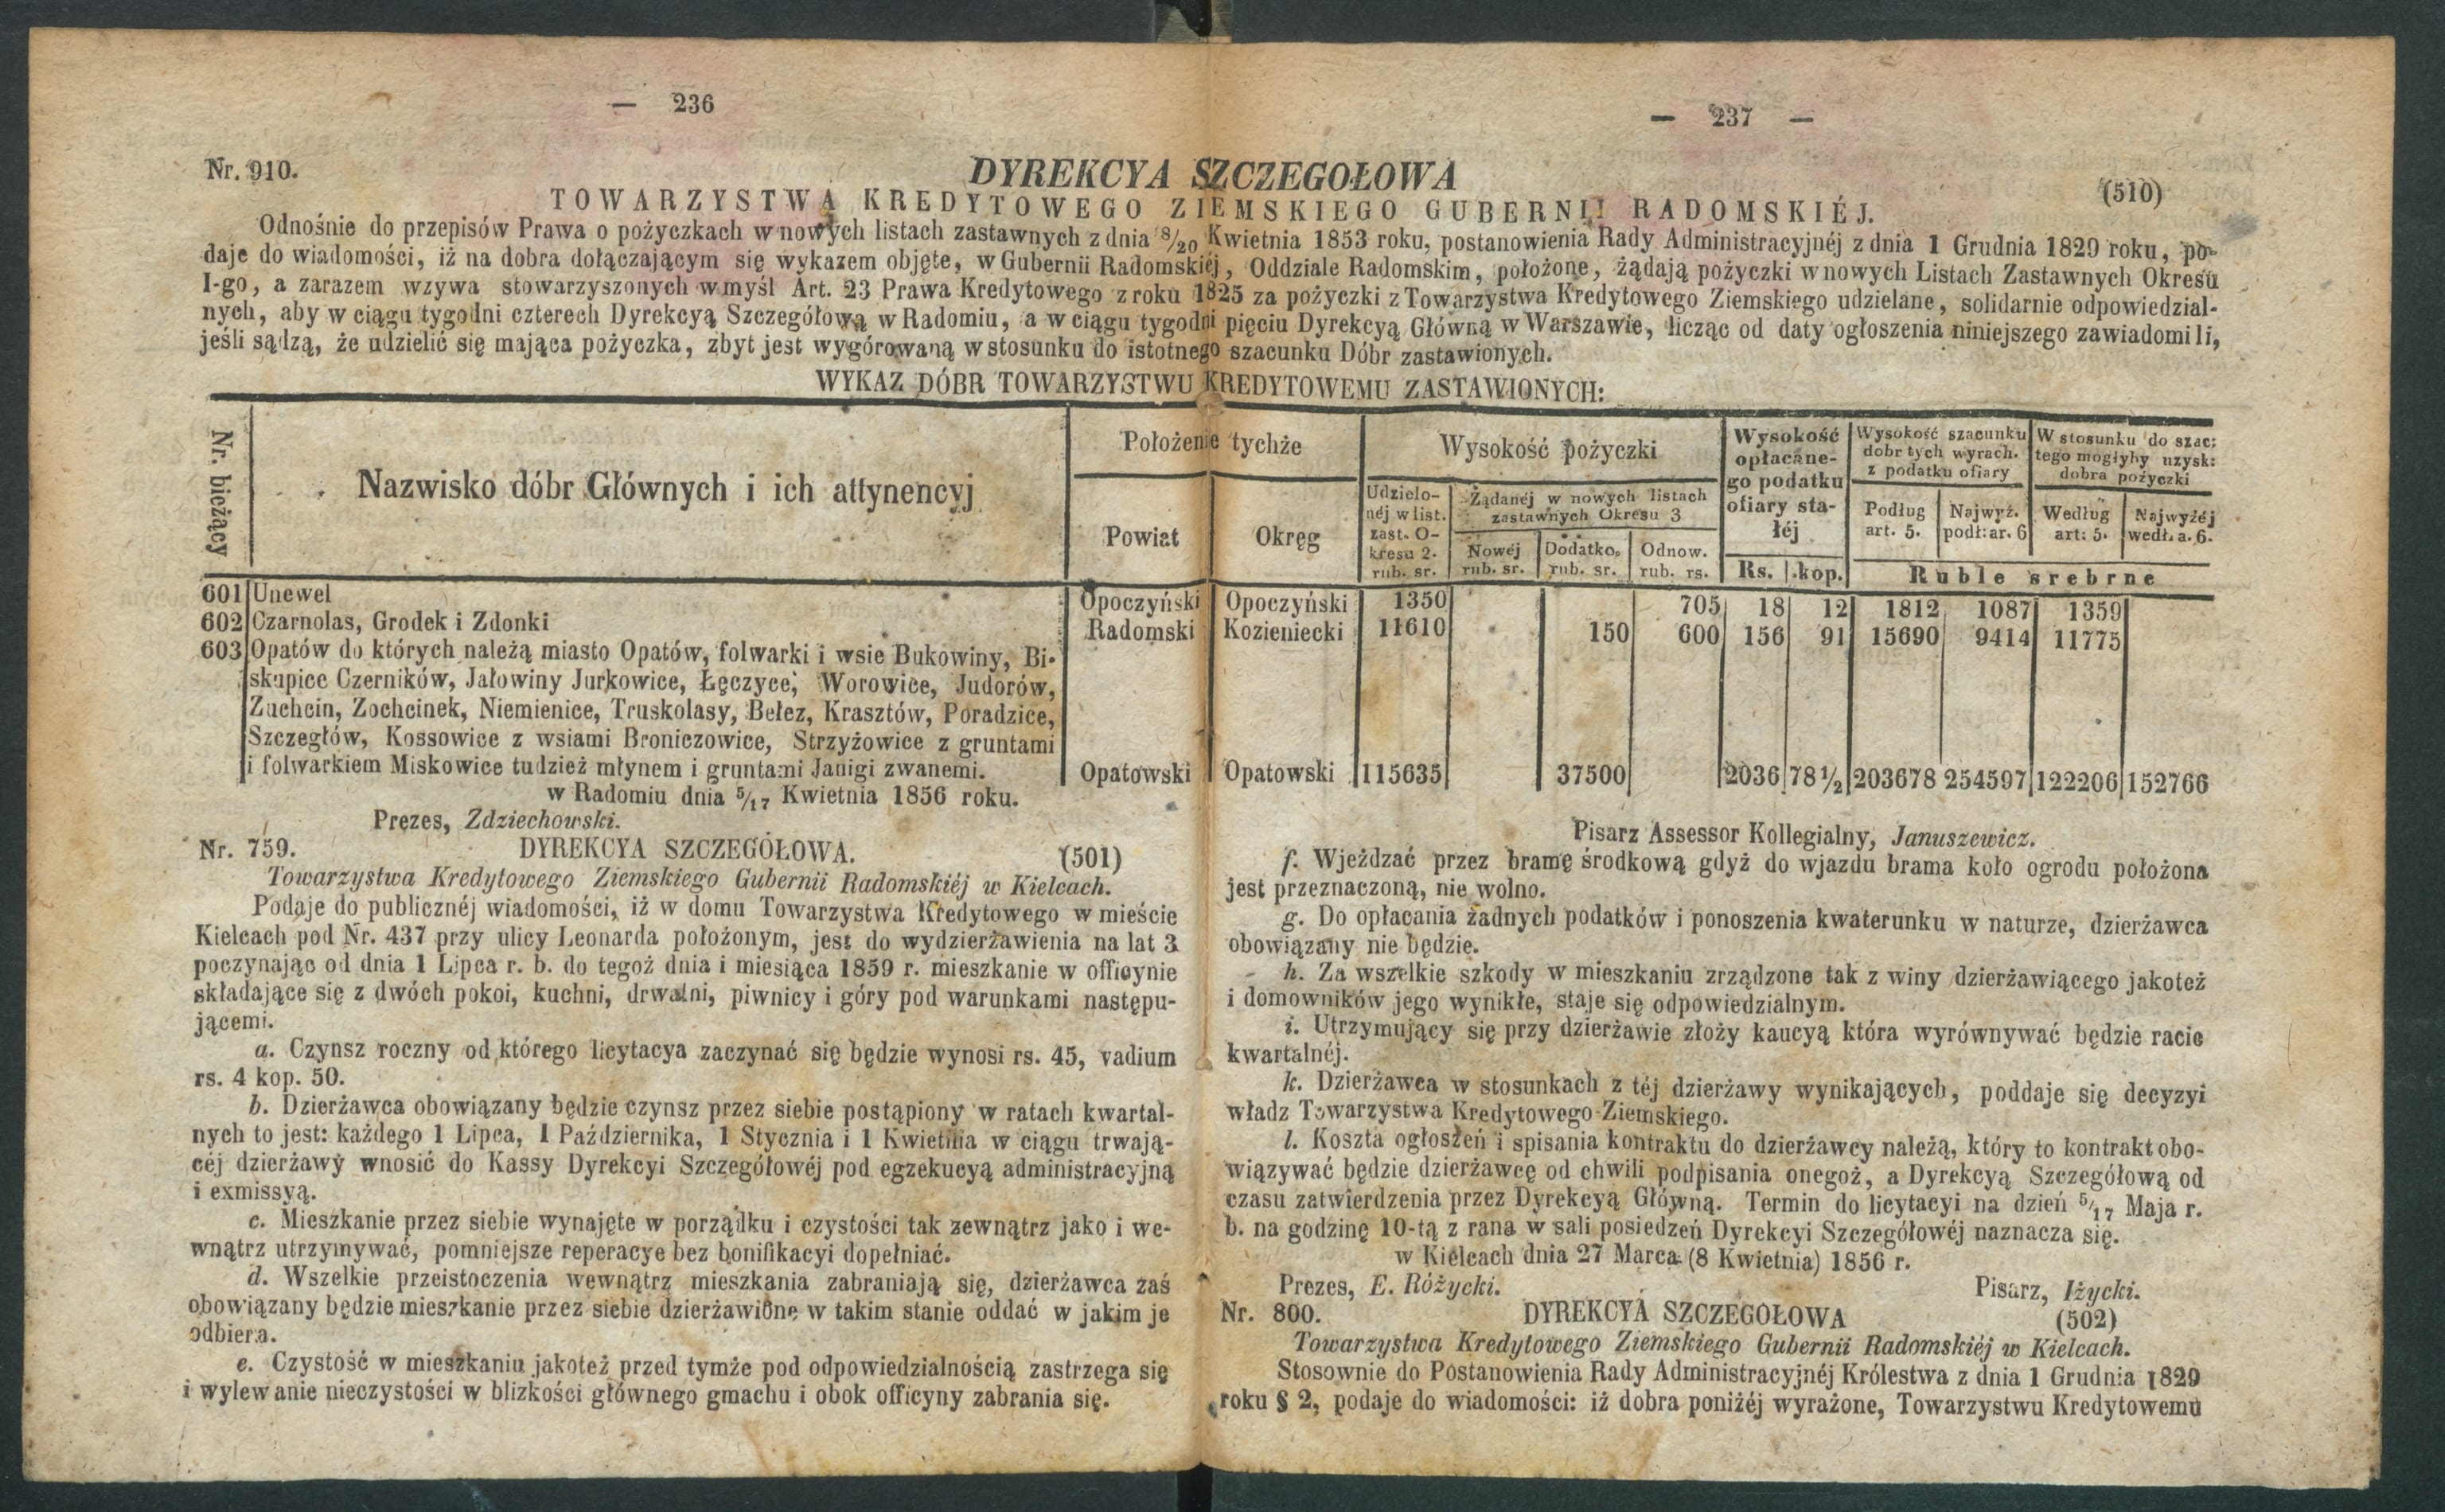 — 236
— 237 —
Nr. 910. DYREKCYA SZCZEGOŁOWA (510)
TOWARZYSTWA KREDYTOWEGO ZIEMSKIEGO GUBERNII RADOMSKIÉJ.
Odnośnie do przepisów Prawa o pożyczkach w nowych listach zastawnych z dnia 8/20 Kwietnia 1853 roku, postanowienia Rady Administracyjnéj z dnia 1 Grudnia 1829 roku, po-
daje do wiadomości, iż na dobra dołączającym się wykazem objęte, w Gubernii Radomskiéj, Oddziale Radomskim, położone, żądają pożyczki w nowych Listach Zastawnych Okresu
I-go, a zarazem wzywa stowarzyszonych w myśl Art. 23 Prawa Kredytowego z roku 1825 za pożyczki z Towarzystwa Kredytowego Ziemskiego udzielane, solidarnie odpowiedzial-
nych, aby w ciągu tygodni czterech Dyrekcyą Szczegółową w Radomiu, a w ciągu tygodni pięciu Dyrekcyą Główną w Warszawie, licząc od daty ogłoszenia niniejszego zawiadomili,
jeśli sądzą, że udzielić się mająca pożyczka, zbyt jest wygórowaną w stosunku do istotnego szacunku Dóbr zastawionych.
WYKAZ DÓBR TOWARZYSTWU KREDYTOWEMU ZASTAWIONYCH:
Nr. bieżący
Nazwisko dóbr Głównych i ich attynencyj
Położenie tychże
Powiat
Okręg
Wysokość pożyczki
Udzielo-
néj w list.
zast. O-
kresu 2.
rub. sr.
Żądanéj w nowych listach
zastawnych Okresu 3
Nowéj
rub. sr.
Dodatko.
rub. sr.
Odnow.
rub. rs.
Wysokość
opłacane-
go podatku
ofiary sta-
łéj
Rs. kop.
Wysokość szacunku
dobr tych wyrach.
z podatku ofiary
Podług
art. 5.
Najwyż.
podł: ar. 6
W stosunku do szac:
tego mogłyby uzysk:
dobra pożyczki
Według
art: 5.
Najwyżéj
wedł. a. 6.
Ruble srebrne
601 Unewel Opoczyński Opoczyński 1350 705 18 12 1812 1087 1359
602 Czarnolas, Grodek i Zdonki Radomski Kozieniecki 11610 150 600 156 91 15690 9414 11775
603 Opatów do których należą miasto Opatów, folwarki i wsie Bukowiny, Bi-
skupice Czerników, Jałowiny Jurkowice, Łęczyce, Worowice, Judorów,
Zuchcin, Zochcinek, Niemienice, Truskolasy, Bełez, Krasztów, Poradzice,
Szczegłów, Kossowice z wsiami Broniczowice, Strzyżowice z gruntami
i folwarkiem Miskowice tudzież młynem i gruntami Janigi zwanemi. Opatowski Opatowski 115635 37500 2036 78 1/2 203678 254597 122206 152766
w Radomiu dnia 5/17 Kwietnia 1856 roku.
Prezes, Zdziechowski.
Pisarz Assessor Kollegialny, Januszewicz.
Nr. 759. DYREKCYA SZCZEGÓŁOWA. (501)
Towarzystwa Kredytowego Ziemskiego Gubernii Radomskiéj w Kielcach.
Podaje do publicznéj wiadomości, iż w domu Towarzystwa Kredytowego w mieście
Kielcach pod Nr. 437 przy ulicy Leonarda położonym, jest do wydzierżawienia na lat 3
poczynając od dnia 1 Lipca r. b. do tegoż dnia i miesiąca 1859 r. mieszkanie w officynie
składające się z dwóch pokoi, kuchni, drwalni, piwnicy i góry pod warunkami następu-
jącemi.
a. Czynsz roczny od którego licytacya zaczynać się będzie wynosi rs. 45, vadium
rs. 4 kop. 50.
b. Dzierżawca obowiązany będzie czynsz przez siebie postąpiony w ratach kwartal-
nych to jest: każdego 1 Lipca, 1 Października, 1 Stycznia i 1 Kwietnia w ciągu trwają-
céj dzierżawy wnosić do Kassy Dyrekcyi Szczegółowéj pod egzekucyą administracyjną
i exmissyą.
c. Mieszkanie przez siebie wynajęte w porządku i czystości tak zewnątrz jako i we-
wnątrz utrzymywać, pomniejsze reperacye bez bonifikacyi dopełniać.
d. Wszelkie przeistoczenia wewnątrz mieszkania zabraniają się, dzierżawca zaś
obowiązany będzie mieszkanie przez siebie dzierżawione w takim stanie oddać w jakim je
odbiera.
e. Czystość w mieszkaniu jakoteż przed tymże pod odpowiedzialnością zastrzega się
i wylewanie nieczystości w blizkości głównego gmachu i obok officyny zabrania się.
f. Wjeżdzać przez bramę środkową gdyż do wjazdu brama koło ogrodu położona
jest przeznaczoną, nie wolno.
g. Do opłacania żadnych podatków i ponoszenia kwaterunku w naturze, dzierżawca
obowiązany nie będzie.
h. Za wszelkie szkody w mieszkaniu zrządzone tak z winy dzierżawiącego jakoteż
i domowników jego wynikłe, staje się odpowiedzialnym.
i. Utrzymujący się przy dzierżawie złoży kaucyą która wyrównywać będzie racie
kwartalnéj.
k. Dzierżawca w stosunkach z téj dzierżawy wynikających, poddaje się decyzyi
władz Towarzystwa Kredytowego Ziemskiego.
l. Koszta ogłoszeń i spisania kontraktu do dzierżawcy należą, który to kontrakt obo-
wiązywać będzie dzierżawcę od chwili podpisania onegoż, a Dyrekcyą Szczegółową od
czasu zatwierdzenia przez Dyrekcyą Główną. Termin do licytacyi na dzień 5/17 Maja r.
b. na godzinę 10-tą z rana w sali posiedzeń Dyrekcyi Szczegółowéj naznacza się.
w Kielcach dnia 27 Marca (8 Kwietnia) 1856 r.
Prezes, E. Różycki. Pisarz, Iżycki.
Nr. 800. DYREKCYA SZCZEGOŁOWA (502)
Towarzystwa Kredytowego Ziemskiego Gubernii Radomskiéj w Kielcach.
Stosownie do Postanowienia Rady Administracyjnéj Królestwa z dnia 1 Grudnia 1829
roku § 2, podaje do wiadomości: iż dobra poniżéj wyrażone, Towarzystwu Kredytowemu